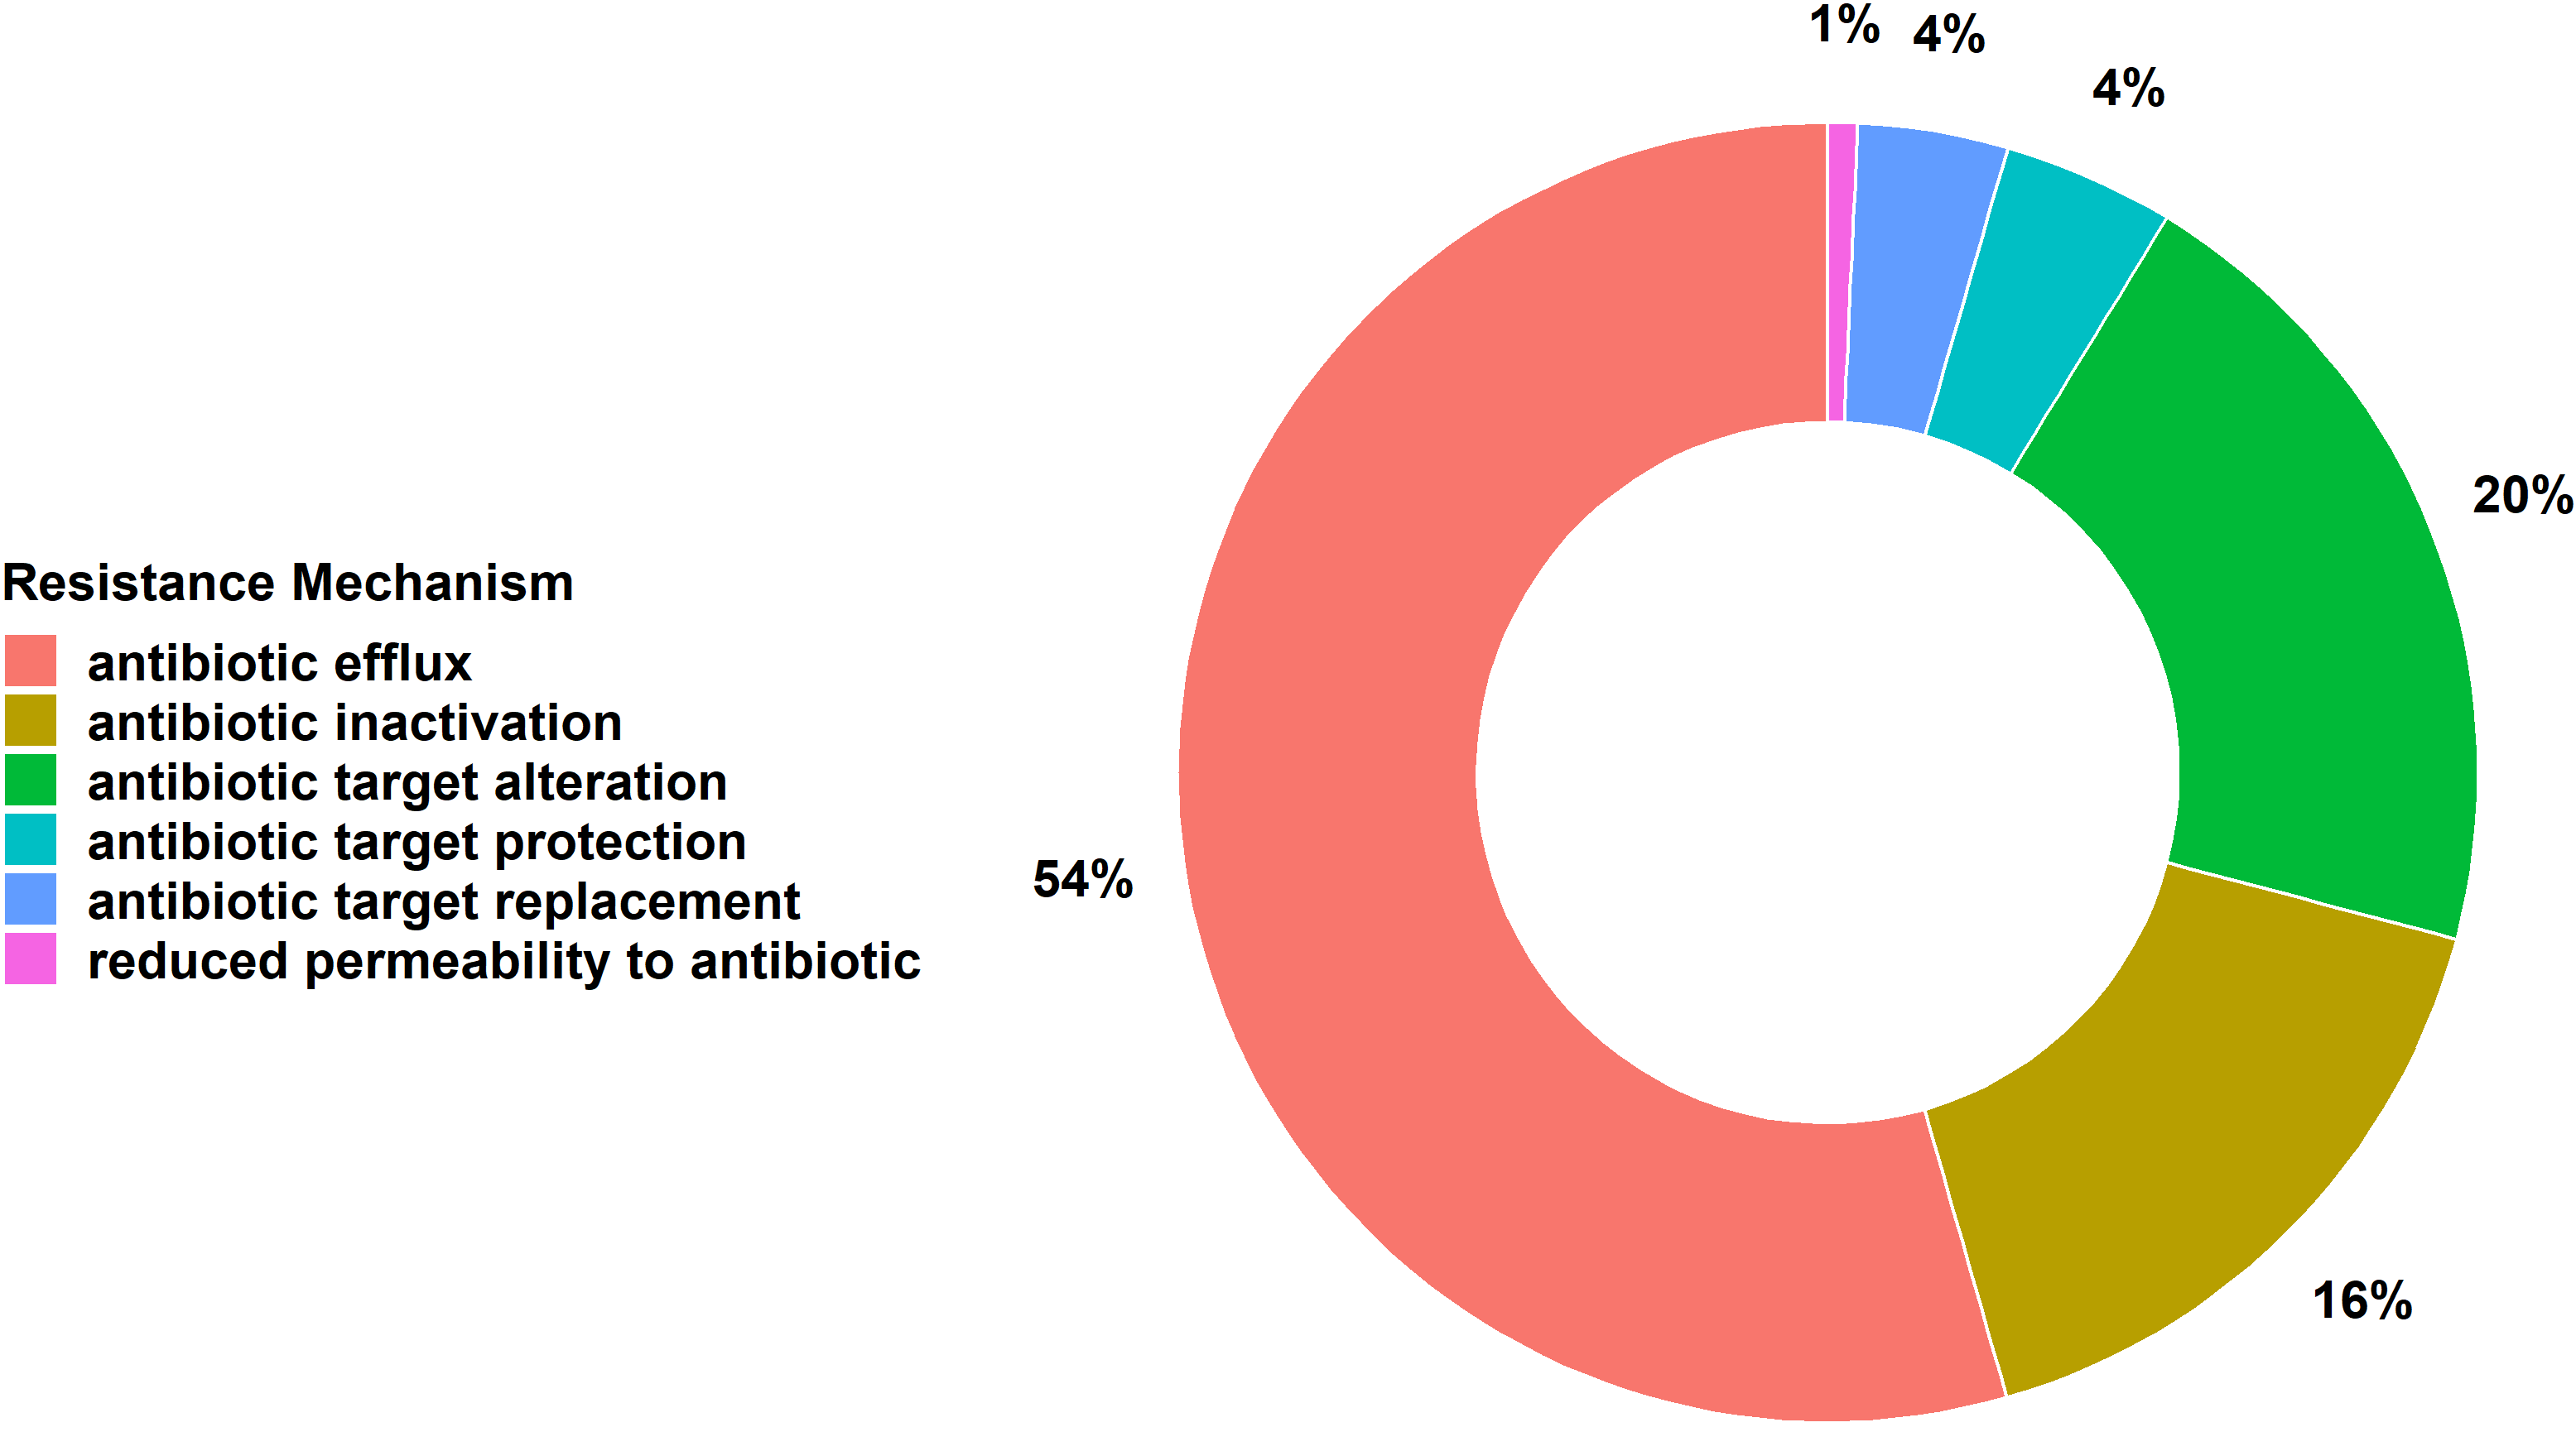 1%
4%
4%
20%
Resistance Mechanism
antibiotic efflux
antibiotic inactivation
antibiotic target alteration
antibiotic target protection
antibiotic target replacement
reduced permeability to antibiotic
54%
16%